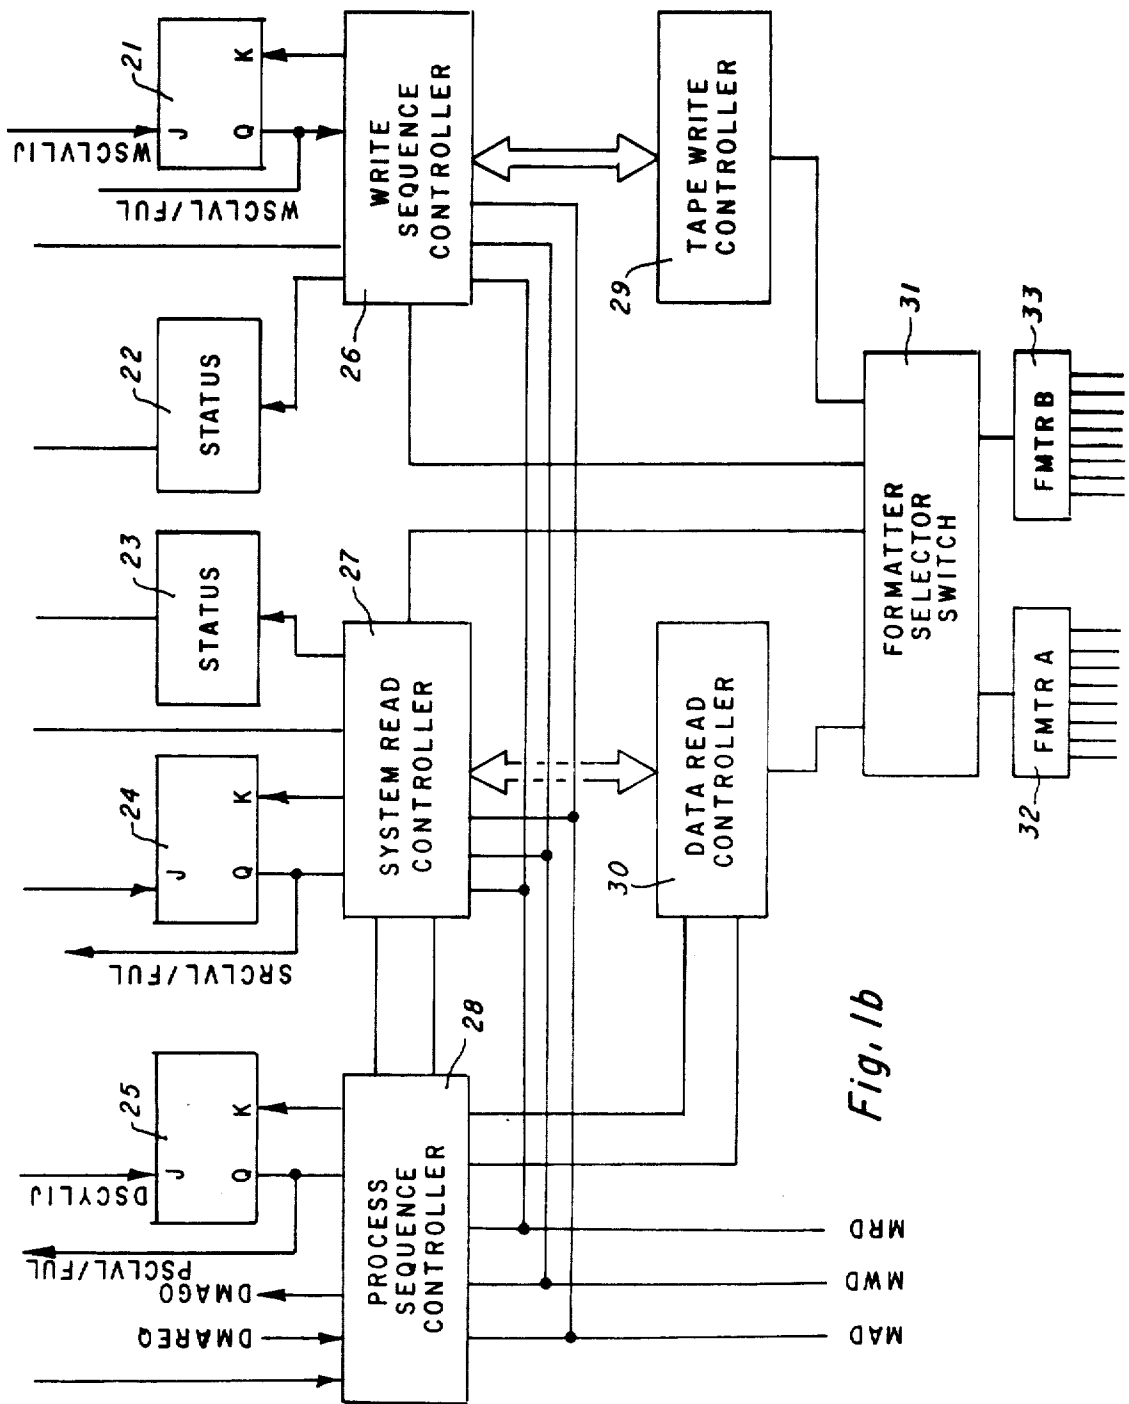 WSCLVLIJ
WSCLVL/FUL
21
J
Q
K
22
STATUS
23
STATUS
24
J
Q
K
SRCLVL/FUL
25
J
Q
K
DSCYLIJ
PSCLVL/FUL
DMAGO
DMAREQ
26
WRITE
SEQUENCE
CONTROLLER
27
SYSTEM READ
CONTROLLER
28
PROCESS
SEQUENCE
CONTROLLER
29
TAPE WRITE
CONTROLLER
30
DATA READ
CONTROLLER
31
FORMATTER
SELECTOR
SWITCH
32
FMTR A
33
FMTR B
MRD
MWD
MAD
Fig. 1b